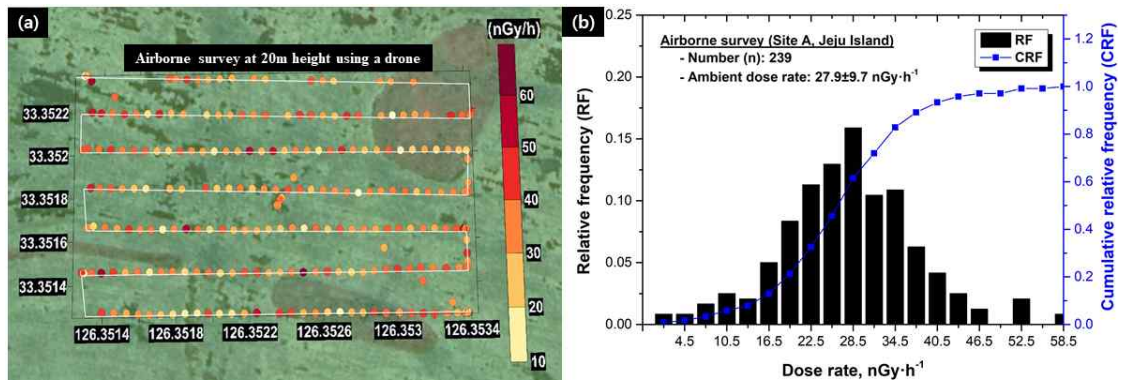 (a)
(nGy/h)
Airborne survey at 20m height using a drone
60
50
40
30
20
10
33.3522
33.352
33.3518
33.3516
33.3514
126.3514
126.3518
126.3522
126.3526
126.353
126.3534
(b)
Airborne survey (Site A, Jeju Island)
- Number (n): 239
- Ambient dose rate: 27.9±9.7 nGy·h⁻¹
RF
CRF
Relative frequency (RF)
0.25
0.20
0.15
0.10
0.05
0.00
Cumulative relative frequency (CRF)
1.2
1.0
0.8
0.6
0.4
0.2
0.0
4.5 10.5 16.5 22.5 28.5 34.5 40.5 46.5 52.5 58.5
Dose rate, nGy·h⁻¹